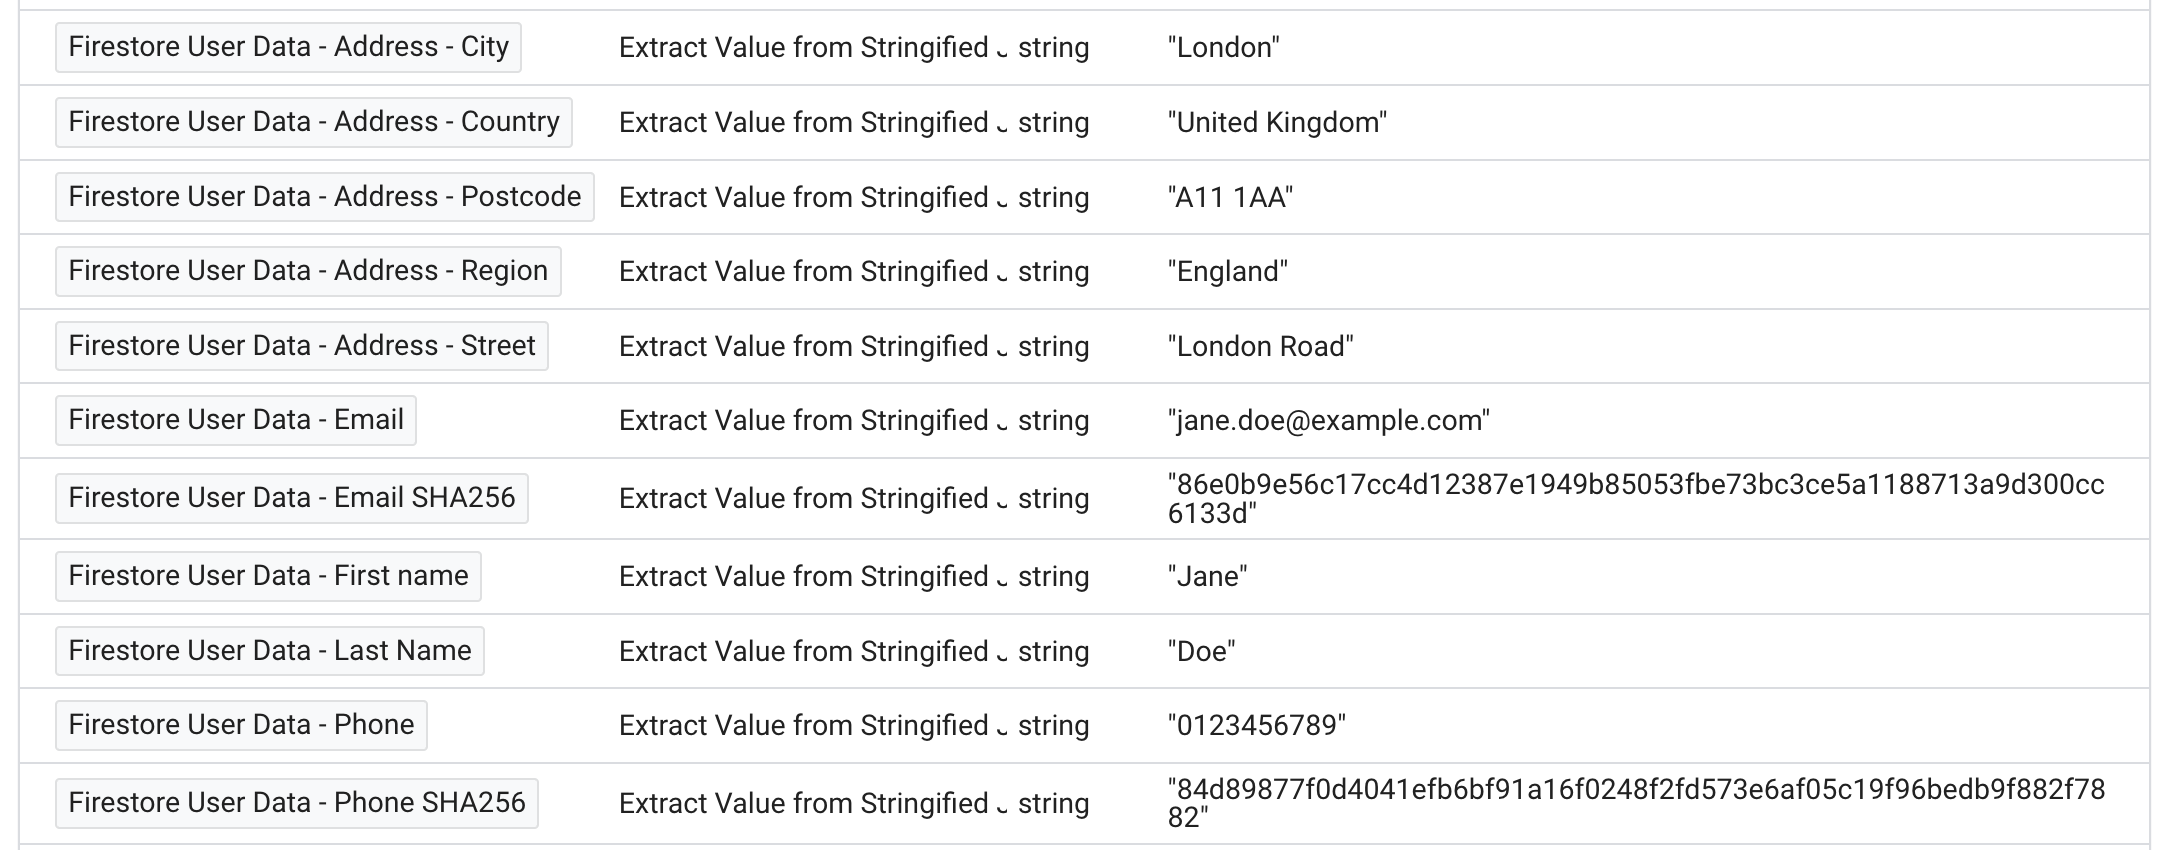 Firestore User Data - Address - City Extract Value from Stringified string "London"
Firestore User Data - Address - Country Extract Value from Stringified string "United Kingdom"
Firestore User Data - Address - Postcode Extract Value from Stringified string "A11 1AA"
Firestore User Data - Address - Region Extract Value from Stringified string "England"
Firestore User Data - Address - Street Extract Value from Stringified string "London Road"
Firestore User Data - Email Extract Value from Stringified string "jane.doe@example.com"
Firestore User Data - Email SHA256 Extract Value from Stringified string "86e0b9e56c17cc4d12387e1949b85053fbe73bc3ce5a1188713a9d300cc
6133d"
Firestore User Data - First name Extract Value from Stringified string "Jane"
Firestore User Data - Last Name Extract Value from Stringified string "Doe"
Firestore User Data - Phone Extract Value from Stringified string "0123456789"
Firestore User Data - Phone SHA256 Extract Value from Stringified string "84d89877f0d4041efb6bf91a16f0248f2fd573e6af05c19f96bedb9f882f78
82"